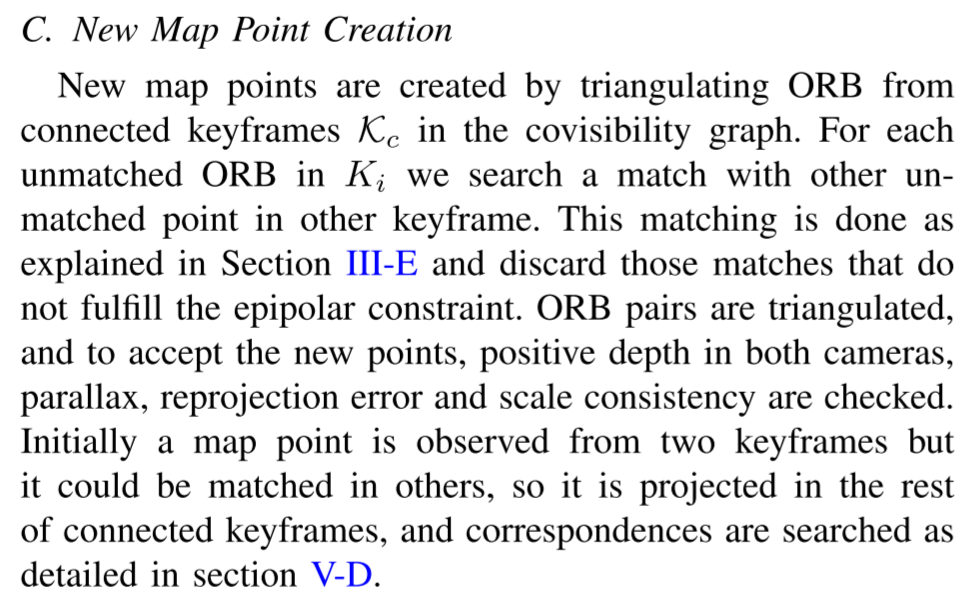 C. New Map Point Creation
New map points are created by triangulating ORB from
connected keyframes 𝒦c in the covisibility graph. For each
unmatched ORB in Ki we search a match with other un-
matched point in other keyframe. This matching is done as
explained in Section III-E and discard those matches that do
not fulfill the epipolar constraint. ORB pairs are triangulated,
and to accept the new points, positive depth in both cameras,
parallax, reprojection error and scale consistency are checked.
Initially a map point is observed from two keyframes but
it could be matched in others, so it is projected in the rest
of connected keyframes, and correspondences are searched as
detailed in section V-D.